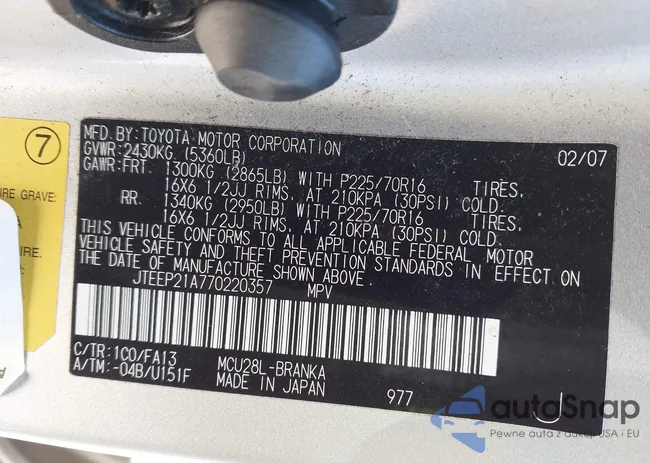 7
URE GRAVE:
MFD. BY: TOYOTA MOTOR CORPORATION 02/07
GVWR: 2430KG (5360LB)
GAWR: FRT. 1300KG (2865LB) WITH P225/70R16 TIRES,
16X6 1/2JJ RIMS, AT 210KPA (30PSI) COLD.
RR. 1340KG (2950LB) WITH P225/70R16 TIRES,
16X6 1/2JJ RIMS, AT 210KPA (30PSI) COLD.
THIS VEHICLE CONFORMS TO ALL APPLICABLE FEDERAL MOTOR
VEHICLE SAFETY AND THEFT PREVENTION STANDARDS IN EFFECT ON
THE DATE OF MANUFACTURE SHOWN ABOVE.
JTEEP21A770220357 MPV
C/TR: 1C0/FA13 MCU28L-BRANKA
A/TM: -04B/U151F MADE IN JAPAN 977 J
autoSnap
Pewne auta z aukcji USA i EU